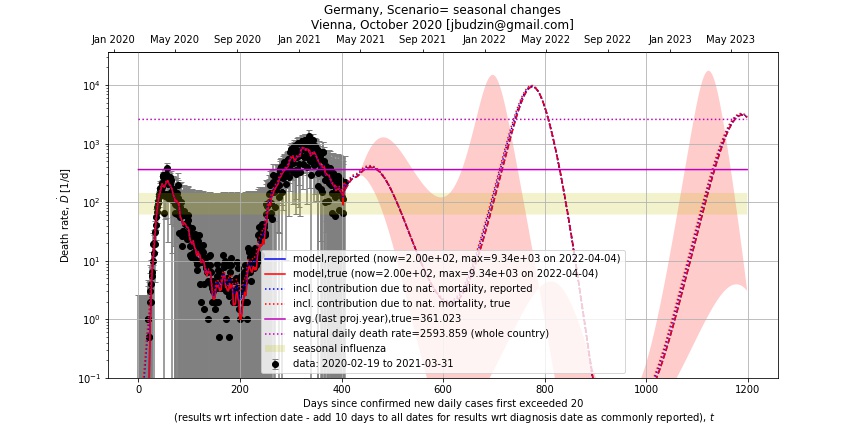 Germany, Scenario= seasonal changes
Vienna, October 2020 [jbudzin@gmail.com]
Jan 2020 May 2020 Sep 2020 Jan 2021 May 2021 Sep 2021 Jan 2022 May 2022 Sep 2022 Jan 2023 May 2023
10⁴
10³
10²
10¹
10⁰
10⁻¹
Death rate, Ḋ [1/d]
model,reported (now=2.00e+02, max=9.34e+03 on 2022-04-04)
model,true (now=2.00e+02, max=9.34e+03 on 2022-04-04)
incl. contribution due to nat. mortality, reported
incl. contribution due to nat. mortality, true
avg.(last proj.year),true=361.023
natural daily death rate=2593.859 (whole country)
seasonal influenza
data: 2020-02-19 to 2021-03-31
0 200 400 600 800 1000 1200
Days since confirmed new daily cases first exceeded 20
(results wrt infection date - add 10 days to all dates for results wrt diagnosis date as commonly reported), t